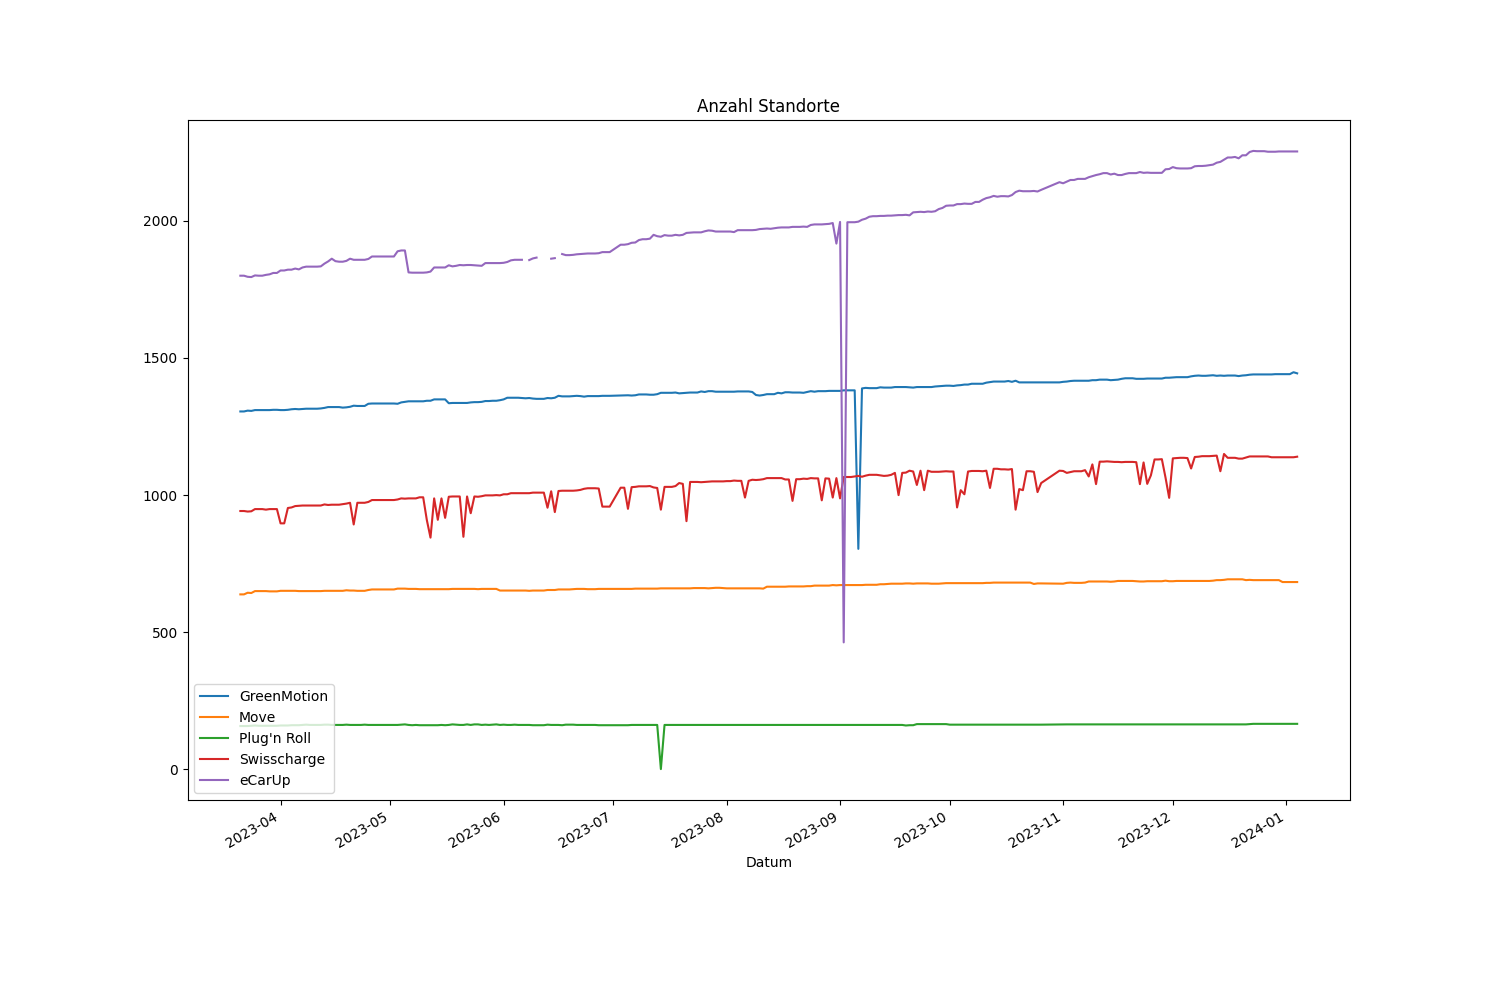 Anzahl Standorte
2000
1500
1000
500
0
GreenMotion
Move
Plug'n Roll
Swisscharge
eCarUp
2023-04
2023-05
2023-06
2023-07
2023-08
2023-09
2023-10
2023-11
2023-12
2024-01
Datum